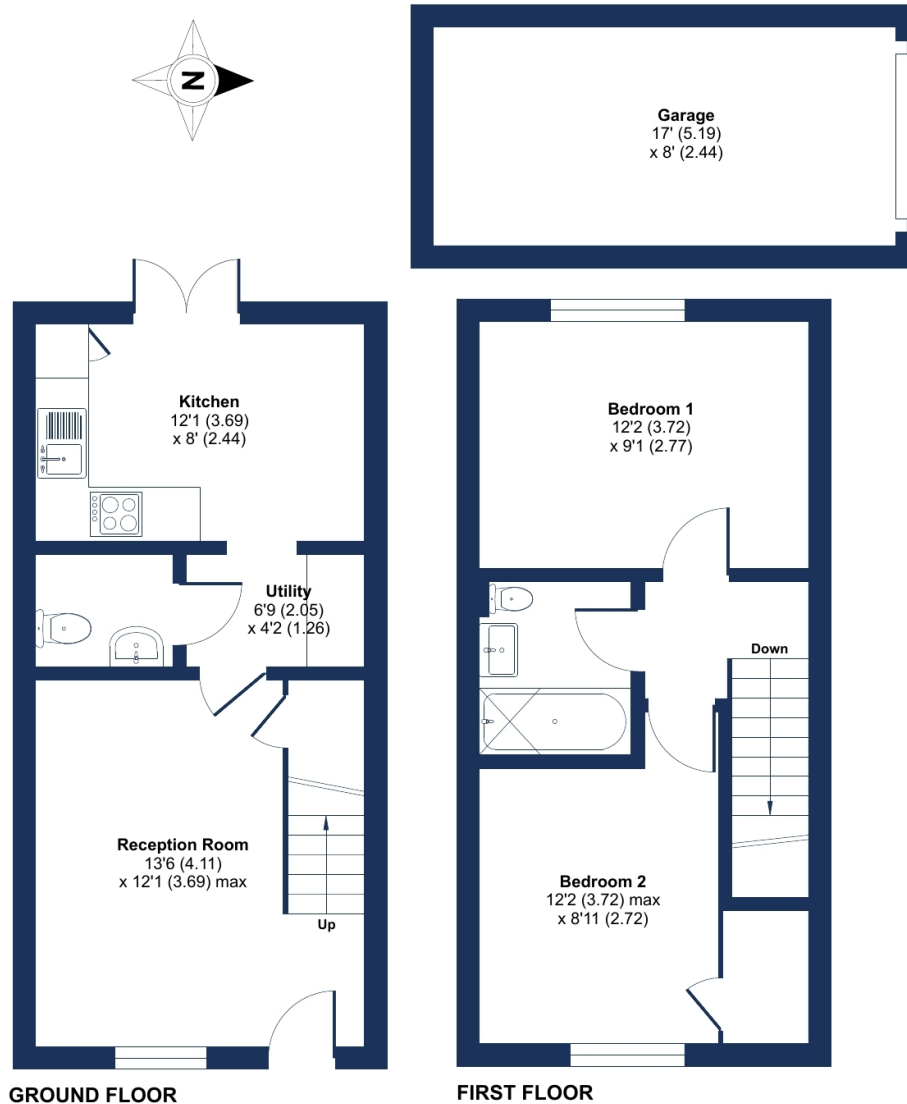 N
Garage
17' (5.19)
x 8' (2.44)
Kitchen
12'1 (3.69)
x 8' (2.44)
Bedroom 1
12'2 (3.72)
x 9'1 (2.77)
Utility
6'9 (2.05)
x 4'2 (1.26)
Down
Reception Room
13'6 (4.11)
x 12'1 (3.69) max
Up
Bedroom 2
12'2 (3.72) max
x 8'11 (2.72)
GROUND FLOOR
FIRST FLOOR